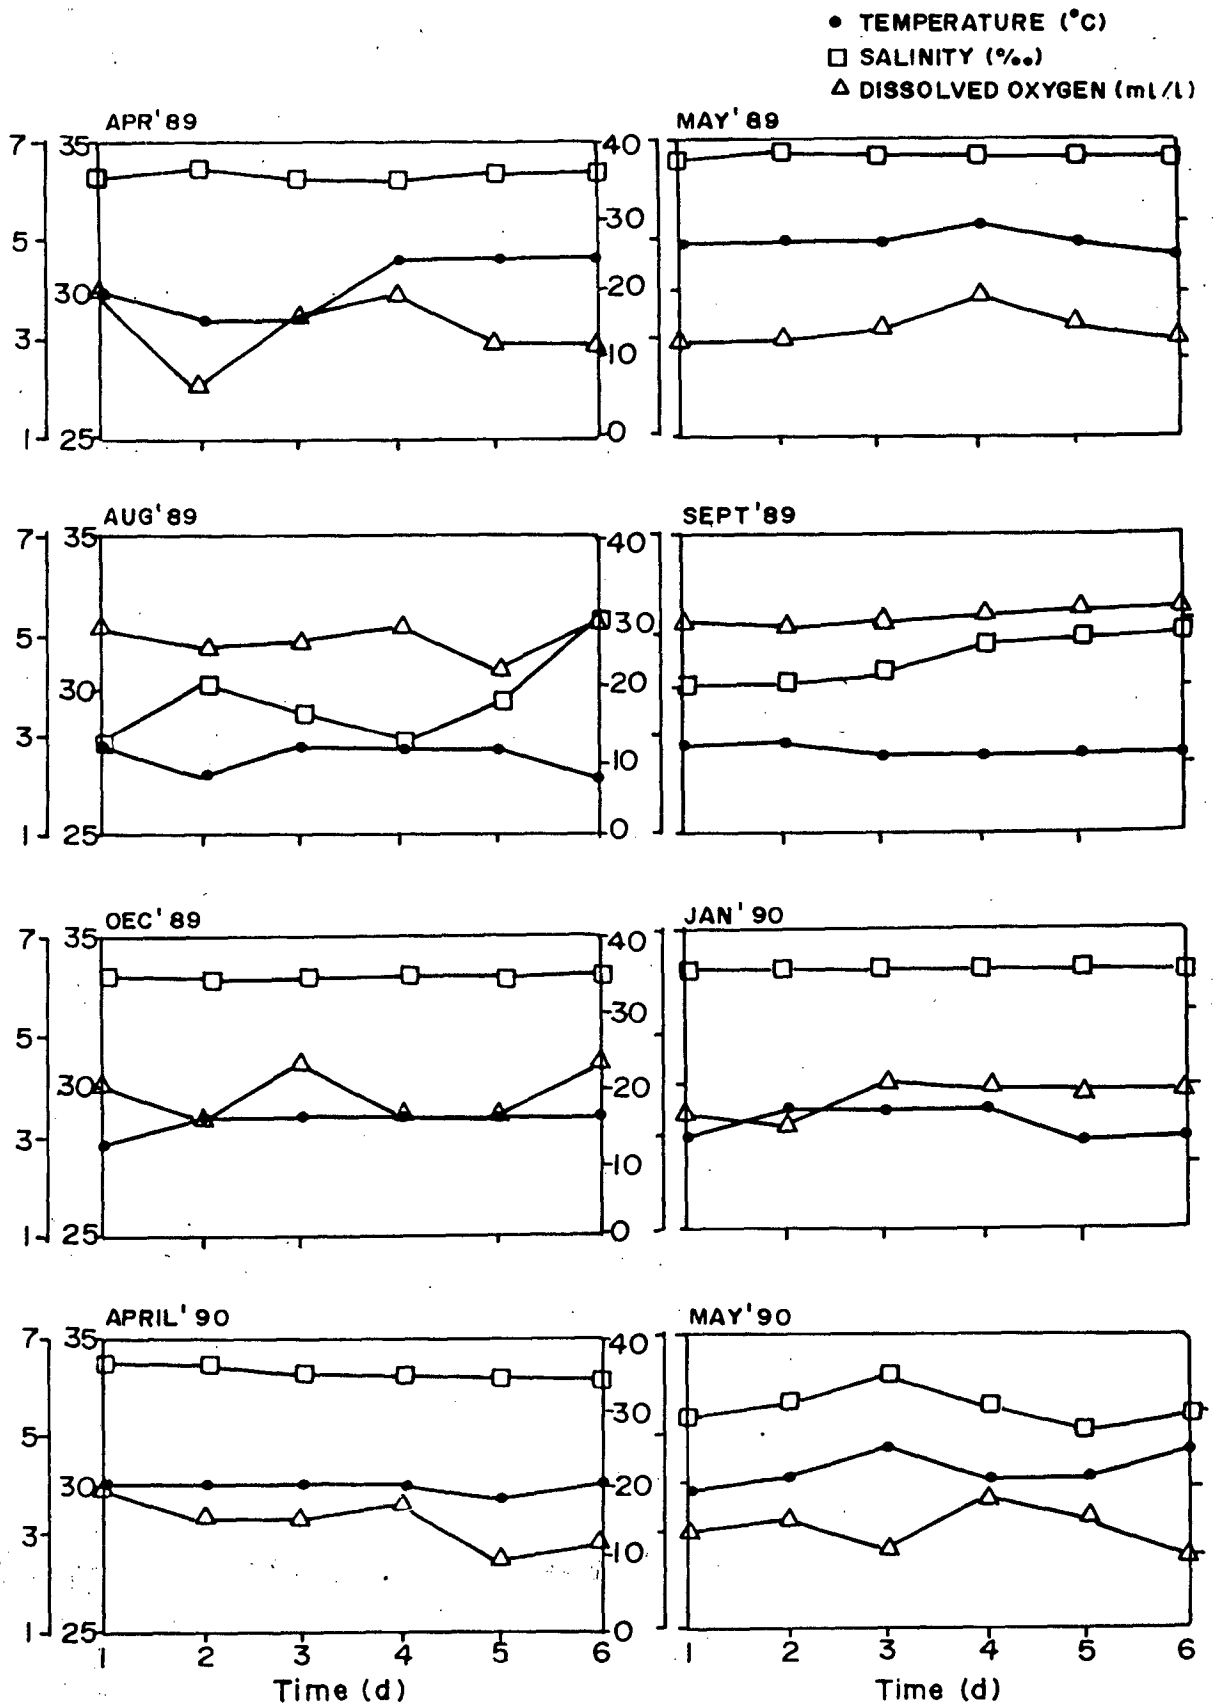 • TEMPERATURE (°C)
□ SALINITY (‰)
△ DISSOLVED OXYGEN (ml/l)
APR'89 MAY'89
7 35 40
30
5
30 20
3 10
1 25 0
AUG'89 SEPT'89
7 35 40
5 30
30 20
3 10
1 25 0
OEC'89 JAN'90
7 35 40
5 30
30 20
3 10
1 25 0
APRIL'90 MAY'90
7 35 40
5 30
30 20
3 10
1 25 0
1 2 3 4 5 6 1 2 3 4 5 6
Time (d) Time (d)